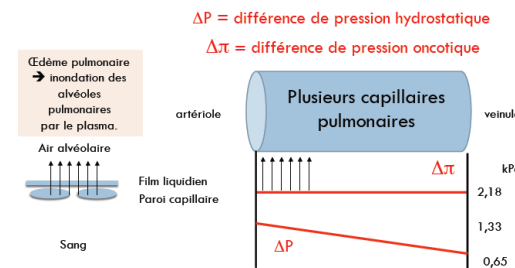 ΔP = différence de pression hydrostatique
Δπ = différence de pression oncotique
Œdème pulmonaire
➔ inondation des
alvéoles
pulmonaires
par le plasma.
Air alvéolaire
Film liquidien
Paroi capillaire
Sang
artériole
Plusieurs capillaires
pulmonaires
veinule
Δπ
kPa
2,18
1,33
ΔP
0,65